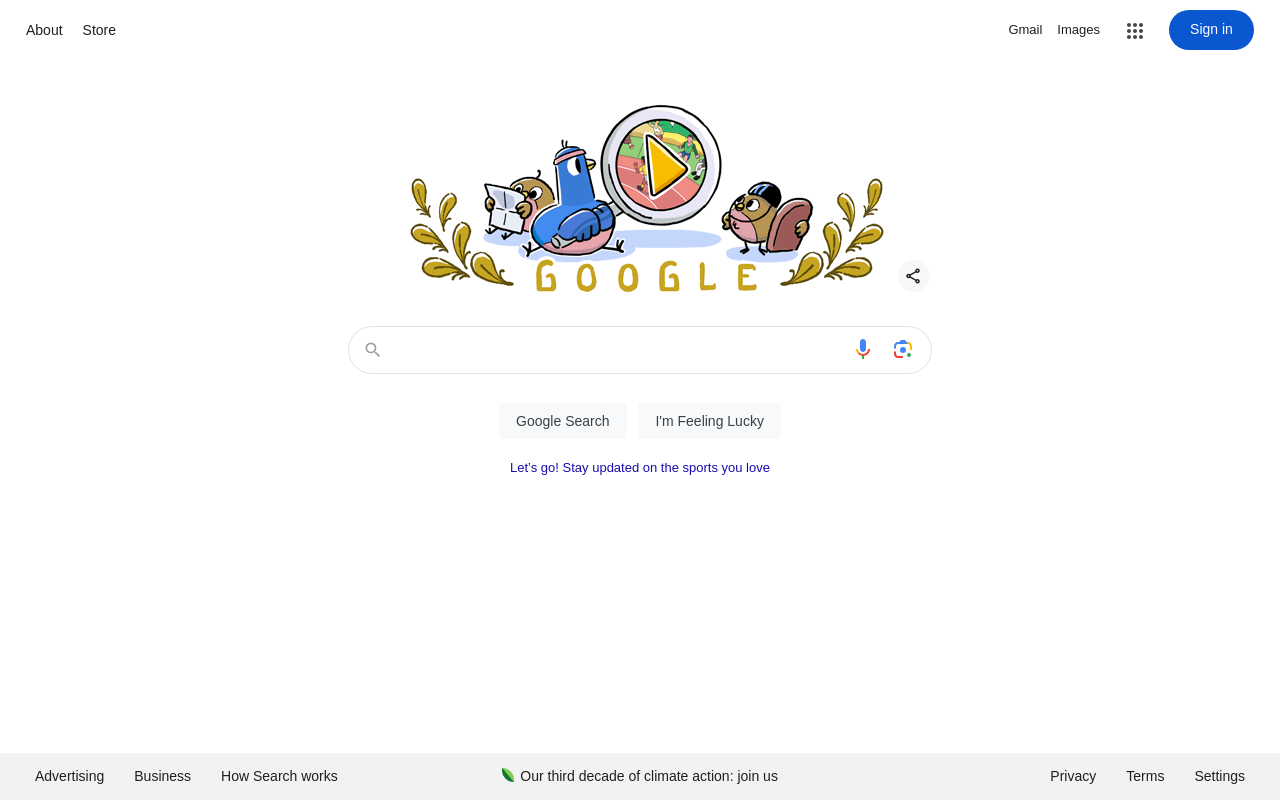 About Store Gmail Images Sign in
GOOGLE
Google Search I'm Feeling Lucky
Let's go! Stay updated on the sports you love
Advertising Business How Search works Our third decade of climate action: join us Privacy Terms Settings